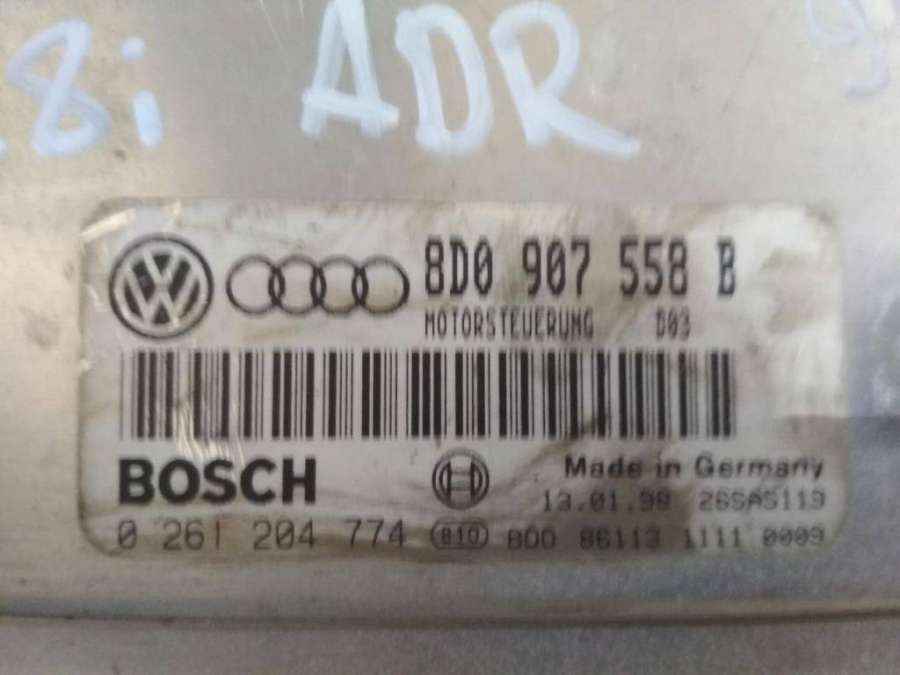 .8i ADR 9
8D0 907 558 B
MOTORSTEUERUNG D03
BOSCH
Made in Germany
13.01.98 26SA5119
0 261 204 774 810 800 86113 1111 0009